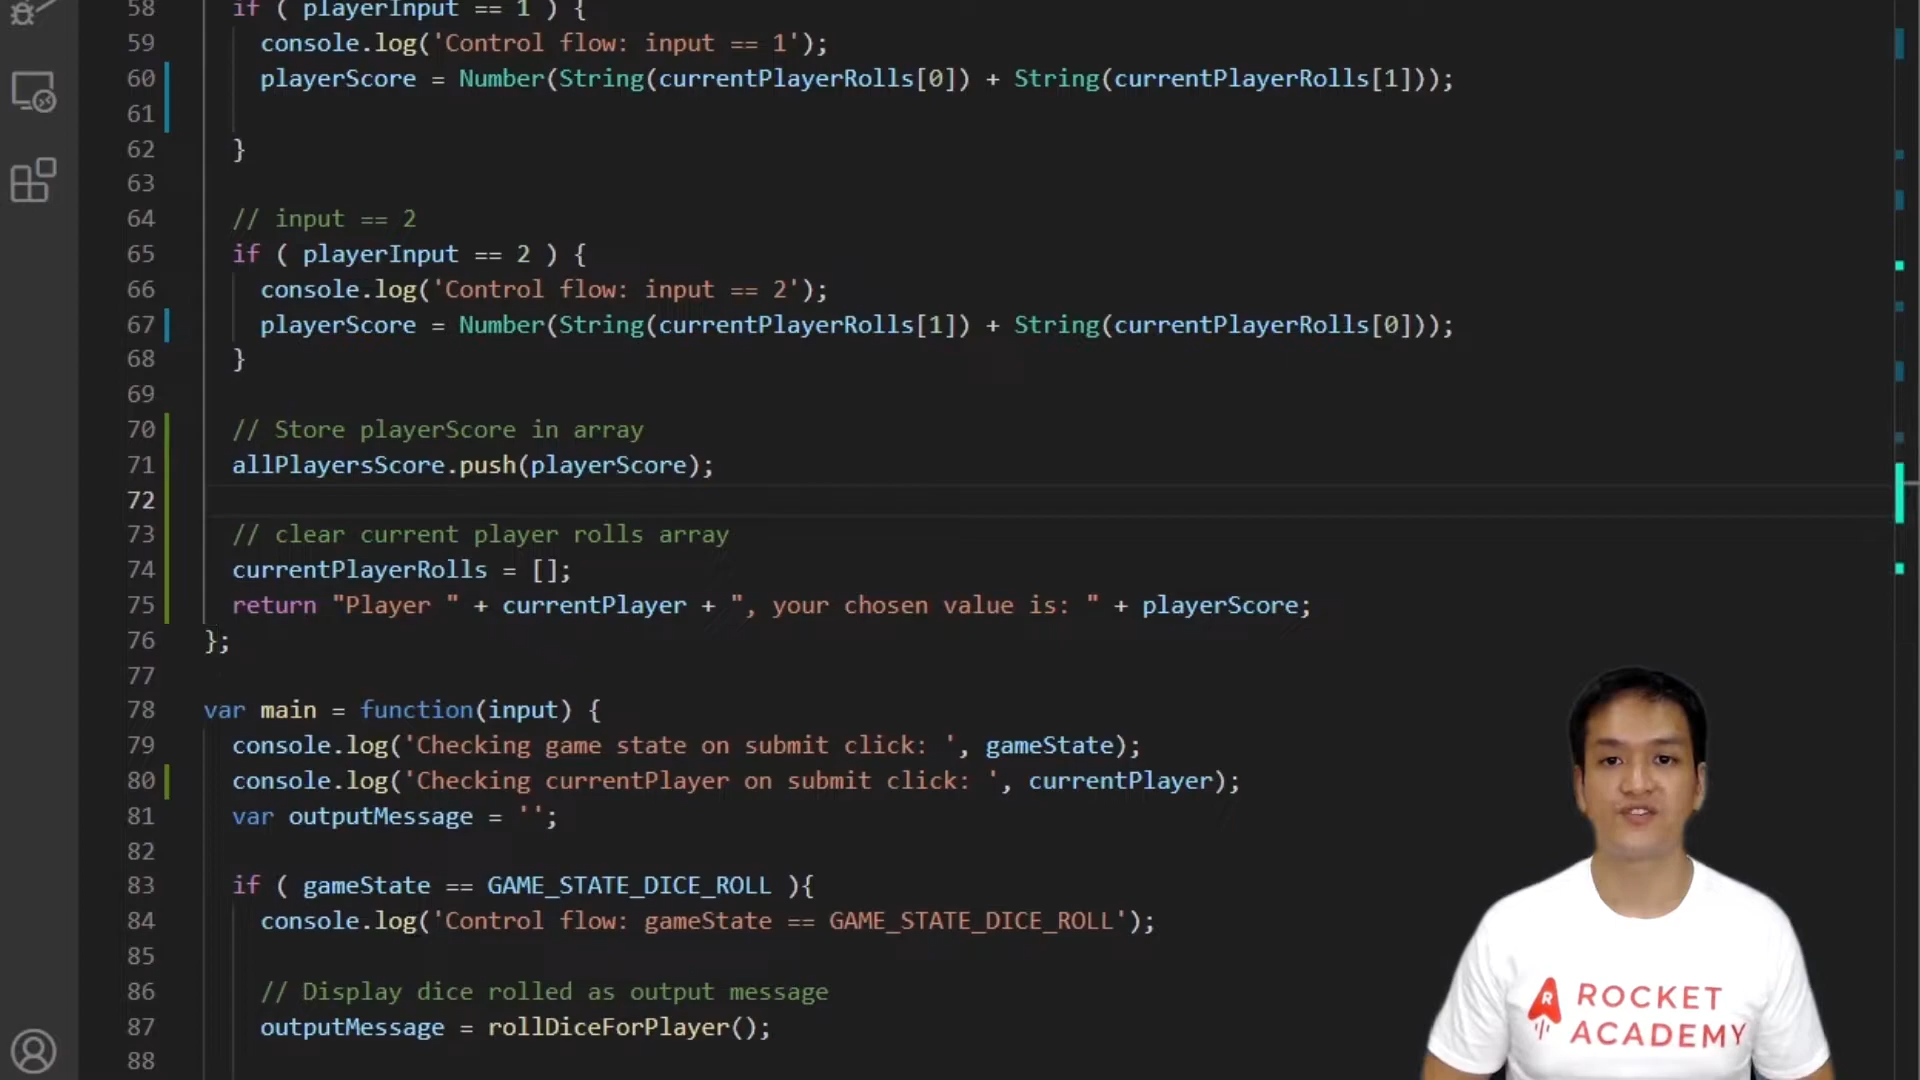 58 if ( playerInput == 1 ) {
59 console.log('Control flow: input == 1');
60 playerScore = Number(String(currentPlayerRolls[0]) + String(currentPlayerRolls[1]));
61
62 }
63
64 // input == 2
65 if ( playerInput == 2 ) {
66 console.log('Control flow: input == 2');
67 playerScore = Number(String(currentPlayerRolls[1]) + String(currentPlayerRolls[0]));
68 }
69
70 // Store playerScore in array
71 allPlayersScore.push(playerScore);
72
73 // clear current player rolls array
74 currentPlayerRolls = [];
75 return "Player " + currentPlayer + ", your chosen value is: " + playerScore;
76 };
77
78 var main = function(input) {
79 console.log('Checking game state on submit click: ', gameState);
80 console.log('Checking currentPlayer on submit click: ', currentPlayer);
81 var outputMessage = '';
82
83 if ( gameState == GAME_STATE_DICE_ROLL ){
84 console.log('Control flow: gameState == GAME_STATE_DICE_ROLL');
85
86 // Display dice rolled as output message
87 outputMessage = rollDiceForPlayer();
88
R
ROCKET
ACADEMY